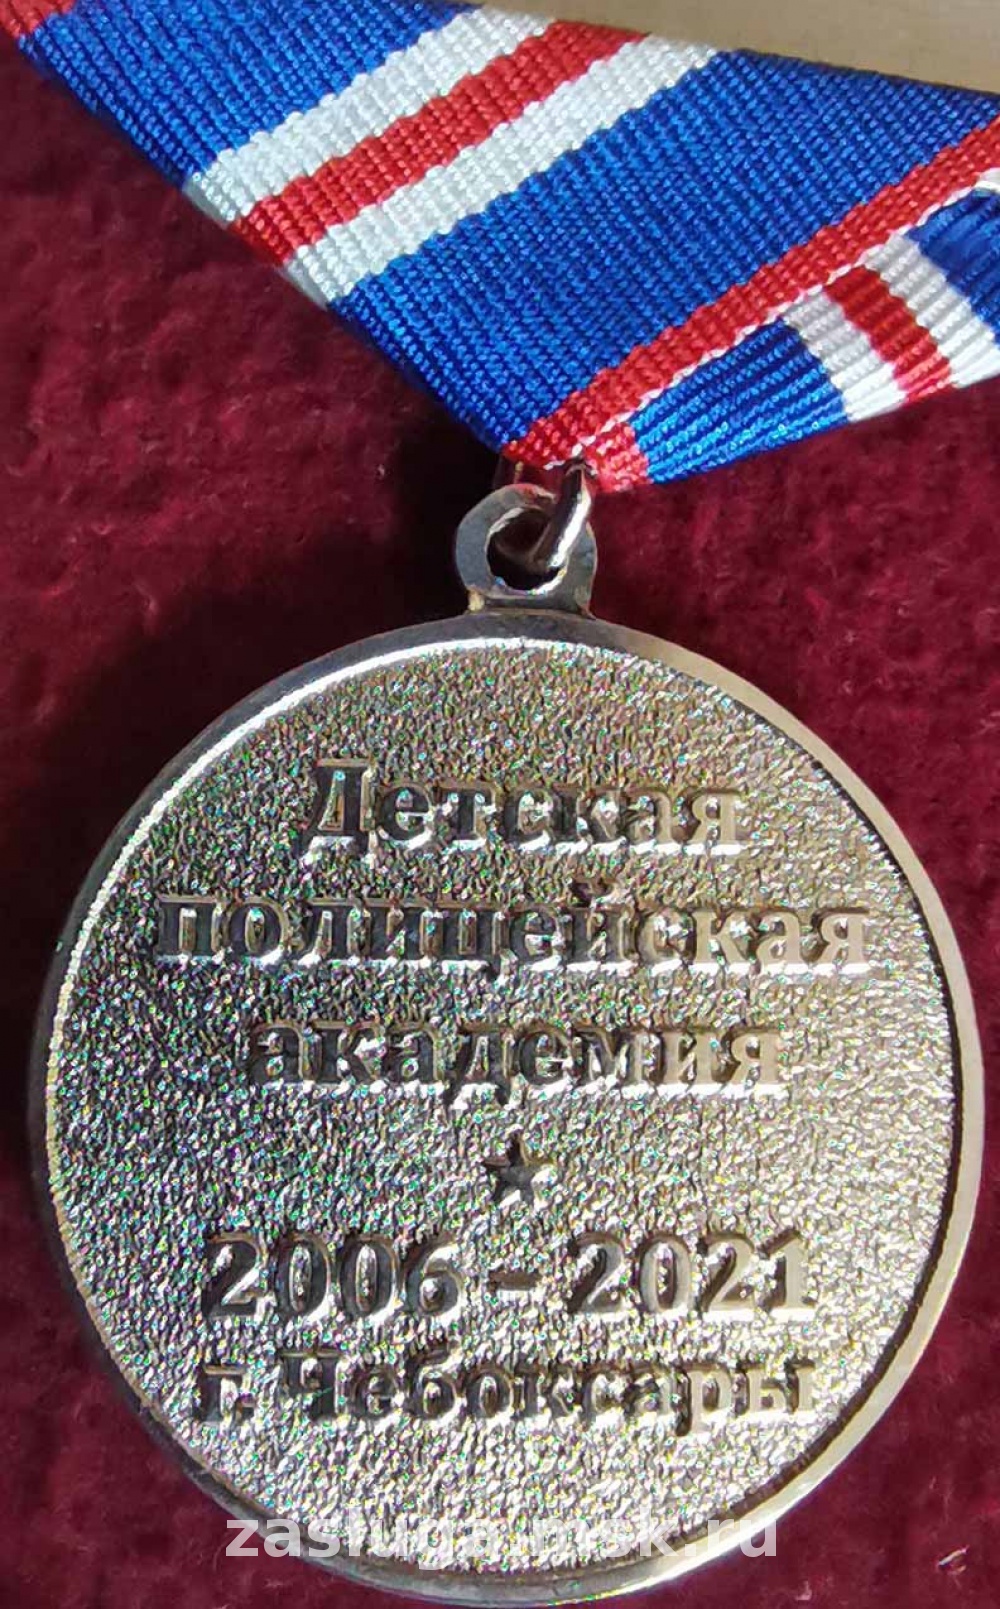 Детская
полицейская
академия
2006 - 2021
г. Чебоксары
zasluga.msk.ru